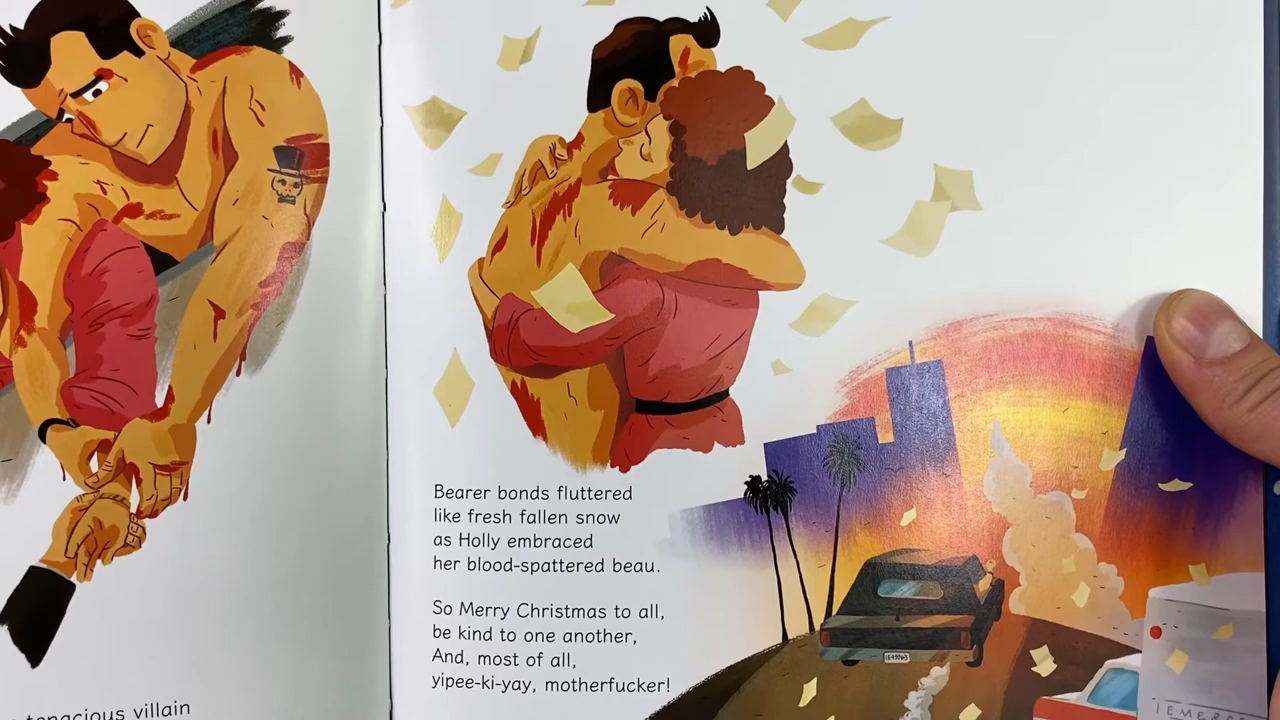 tenacious villain
Bearer bonds fluttered
like fresh fallen snow
as Holly embraced
her blood-spattered beau.
So Merry Christmas to all,
be kind to one another,
And, most of all,
yipee-ki-yay, motherfucker!